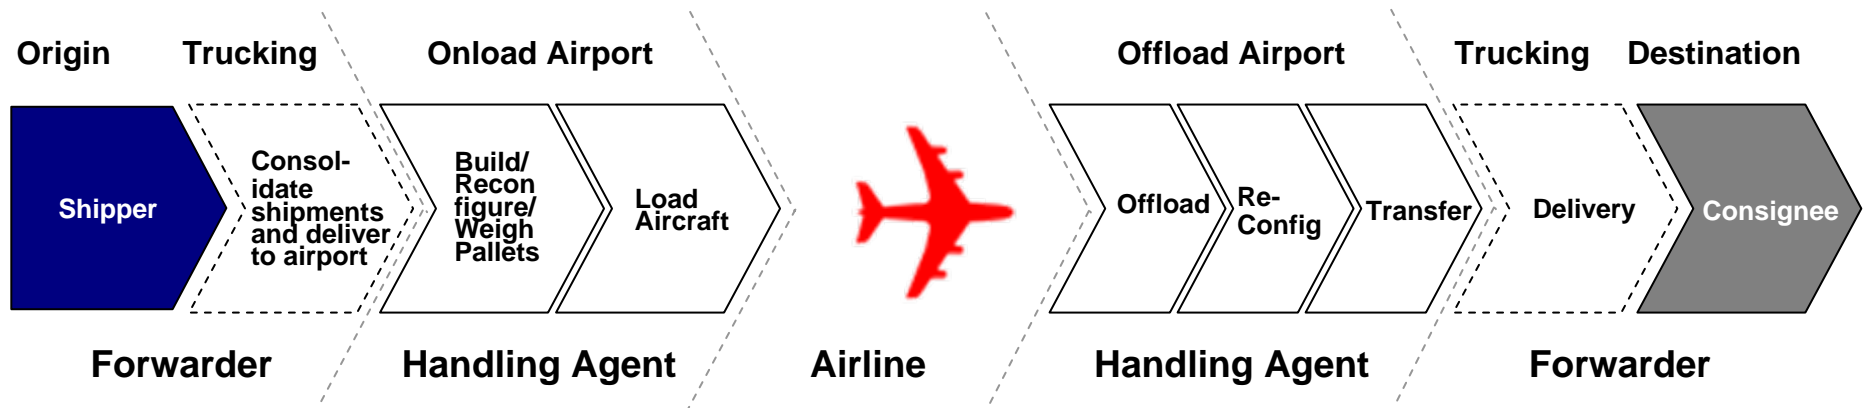 Origin
Trucking
Onload Airport
Offload Airport
Trucking
Destination
Shipper
Consol-
idate
shipments
and deliver
to airport
Build/
Recon
figure/
Weigh
Pallets
Load
Aircraft
Offload
Re-
Config
Transfer
Delivery
Consignee
Forwarder
Handling Agent
Airline
Handling Agent
Forwarder